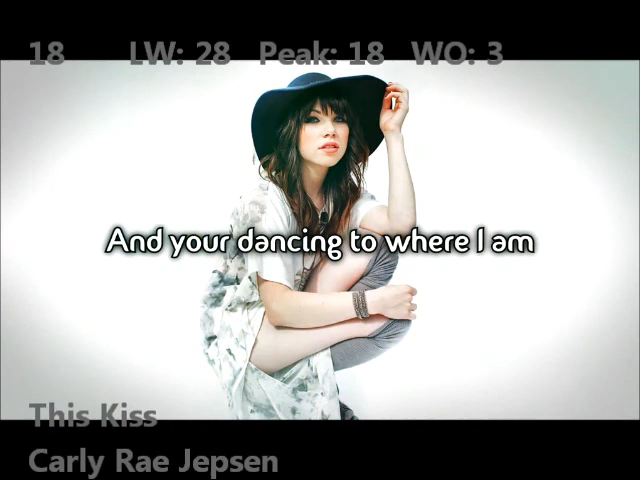 18 LW: 28 Peak: 18 WO: 3
And your dancing to where I am
This Kiss
Carly Rae Jepsen